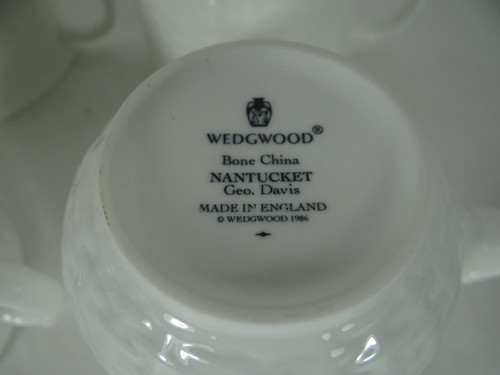 WEDGWOOD®
Bone China
NANTUCKET
Geo. Davis
MADE IN ENGLAND
© WEDGWOOD 1986